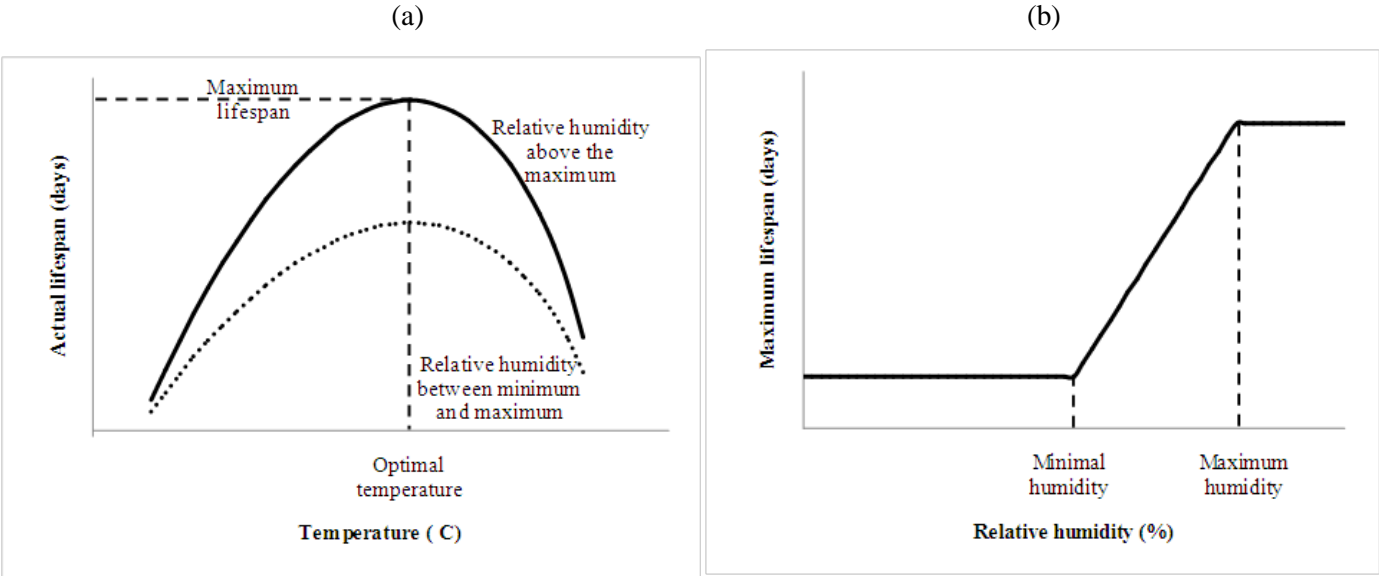 (a)
(b)
Maximum
lifespan
Relative humidity
above the
maximum
Relative humidity
between minimum
and maximum
Actual lifespan (days)
Optimal
temperature
Temperature ( C)
Maximum lifespan (days)
Minimal
humidity
Maximum
humidity
Relative humidity (%)